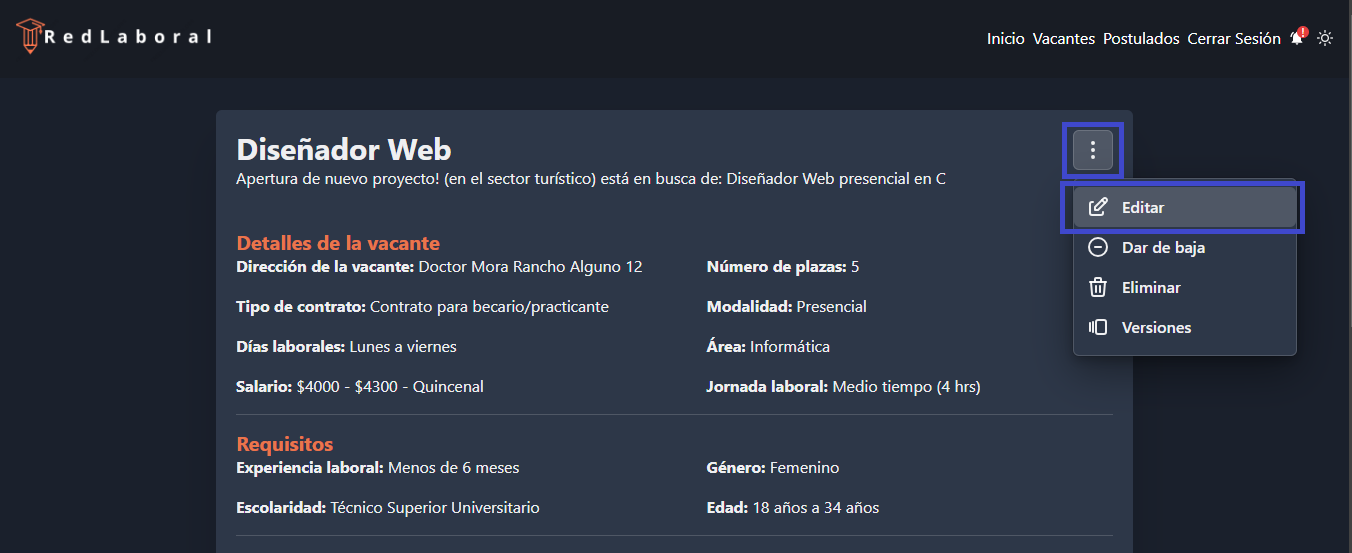 RedLaboral
Inicio Vacantes Postulados Cerrar Sesión
Diseñador Web
Apertura de nuevo proyecto! (en el sector turístico) está en busca de: Diseñador Web presencial en C
Editar
Dar de baja
Eliminar
Versiones
Detalles de la vacante
Dirección de la vacante: Doctor Mora Rancho Alguno 12
Número de plazas: 5
Tipo de contrato: Contrato para becario/practicante
Modalidad: Presencial
Días laborales: Lunes a viernes
Área: Informática
Salario: $4000 - $4300 - Quincenal
Jornada laboral: Medio tiempo (4 hrs)
Requisitos
Experiencia laboral: Menos de 6 meses
Género: Femenino
Escolaridad: Técnico Superior Universitario
Edad: 18 años a 34 años